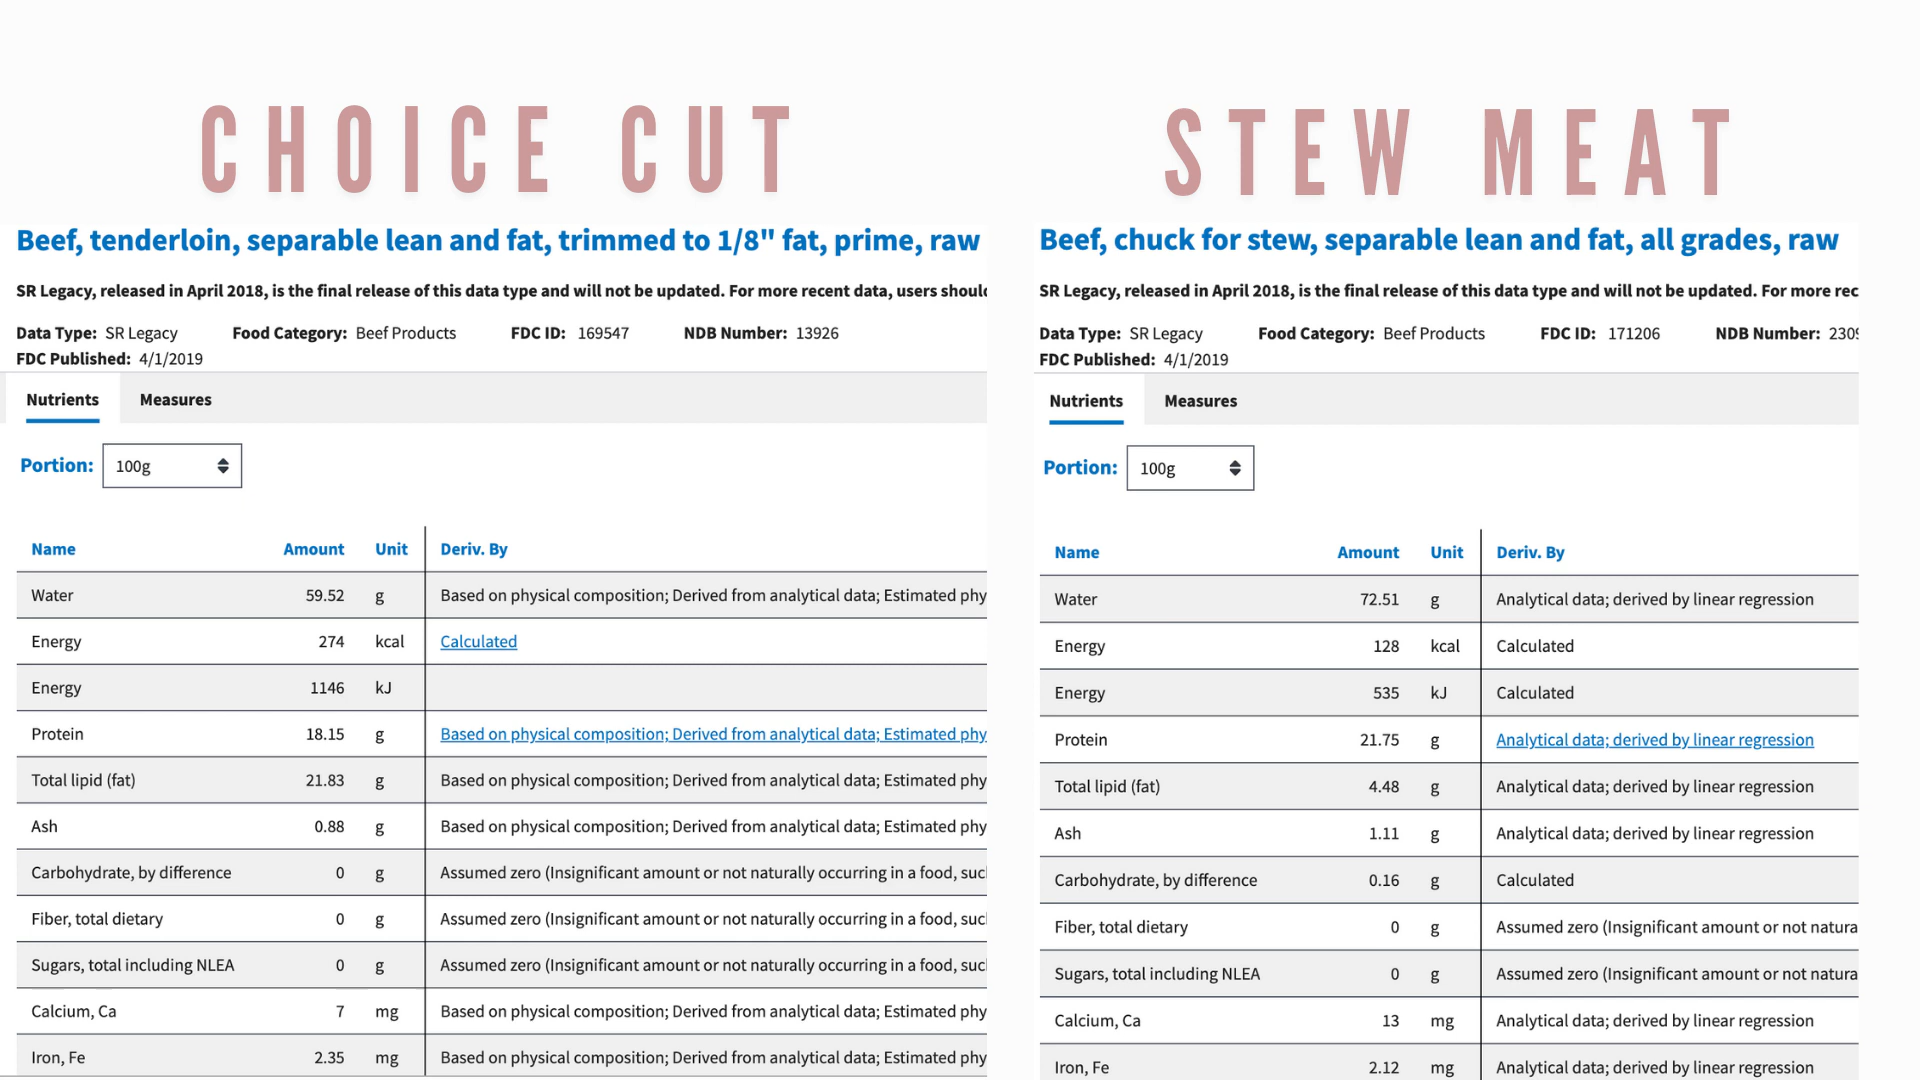 CHOICE CUT
Beef, tenderloin, separable lean and fat, trimmed to 1/8" fat, prime, raw
SR Legacy, released in April 2018, is the final release of this data type and will not be updated. For more recent data, users should
Data Type: SR Legacy Food Category: Beef Products FDC ID: 169547 NDB Number: 13926
FDC Published: 4/1/2019
Nutrients Measures
Portion: 100g
Name Amount Unit Deriv. By
Water 59.52 g Based on physical composition; Derived from analytical data; Estimated phy
Energy 274 kcal Calculated
Energy 1146 kJ
Protein 18.15 g Based on physical composition; Derived from analytical data; Estimated phy
Total lipid (fat) 21.83 g Based on physical composition; Derived from analytical data; Estimated phy
Ash 0.88 g Based on physical composition; Derived from analytical data; Estimated phy
Carbohydrate, by difference 0 g Assumed zero (Insignificant amount or not naturally occurring in a food, suc
Fiber, total dietary 0 g Assumed zero (Insignificant amount or not naturally occurring in a food, suc
Sugars, total including NLEA 0 g Assumed zero (Insignificant amount or not naturally occurring in a food, suc
Calcium, Ca 7 mg Based on physical composition; Derived from analytical data; Estimated phy
Iron, Fe 2.35 mg Based on physical composition; Derived from analytical data; Estimated phy
STEW MEAT
Beef, chuck for stew, separable lean and fat, all grades, raw
SR Legacy, released in April 2018, is the final release of this data type and will not be updated. For more rec
Data Type: SR Legacy Food Category: Beef Products FDC ID: 171206 NDB Number: 2309
FDC Published: 4/1/2019
Nutrients Measures
Portion: 100g
Name Amount Unit Deriv. By
Water 72.51 g Analytical data; derived by linear regression
Energy 128 kcal Calculated
Energy 535 kJ Calculated
Protein 21.75 g Analytical data; derived by linear regression
Total lipid (fat) 4.48 g Analytical data; derived by linear regression
Ash 1.11 g Analytical data; derived by linear regression
Carbohydrate, by difference 0.16 g Calculated
Fiber, total dietary 0 g Assumed zero (Insignificant amount or not natura
Sugars, total including NLEA 0 g Assumed zero (Insignificant amount or not natura
Calcium, Ca 13 mg Analytical data; derived by linear regression
Iron, Fe 2.12 mg Analytical data; derived by linear regression